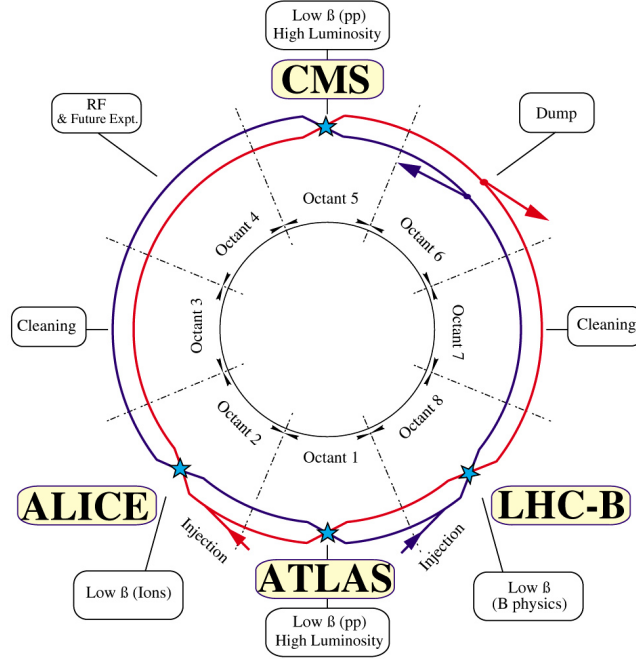 Low ß (pp)
High Luminosity
CMS
RF
& Future Expt.
Dump
Octant 5
Octant 4
Octant 6
Cleaning
Octant 3
Octant 7
Cleaning
Octant 2
Octant 8
Octant 1
ALICE
LHC-B
Injection
Injection
ATLAS
Low ß (Ions)
Low ß
(B physics)
Low ß (pp)
High Luminosity